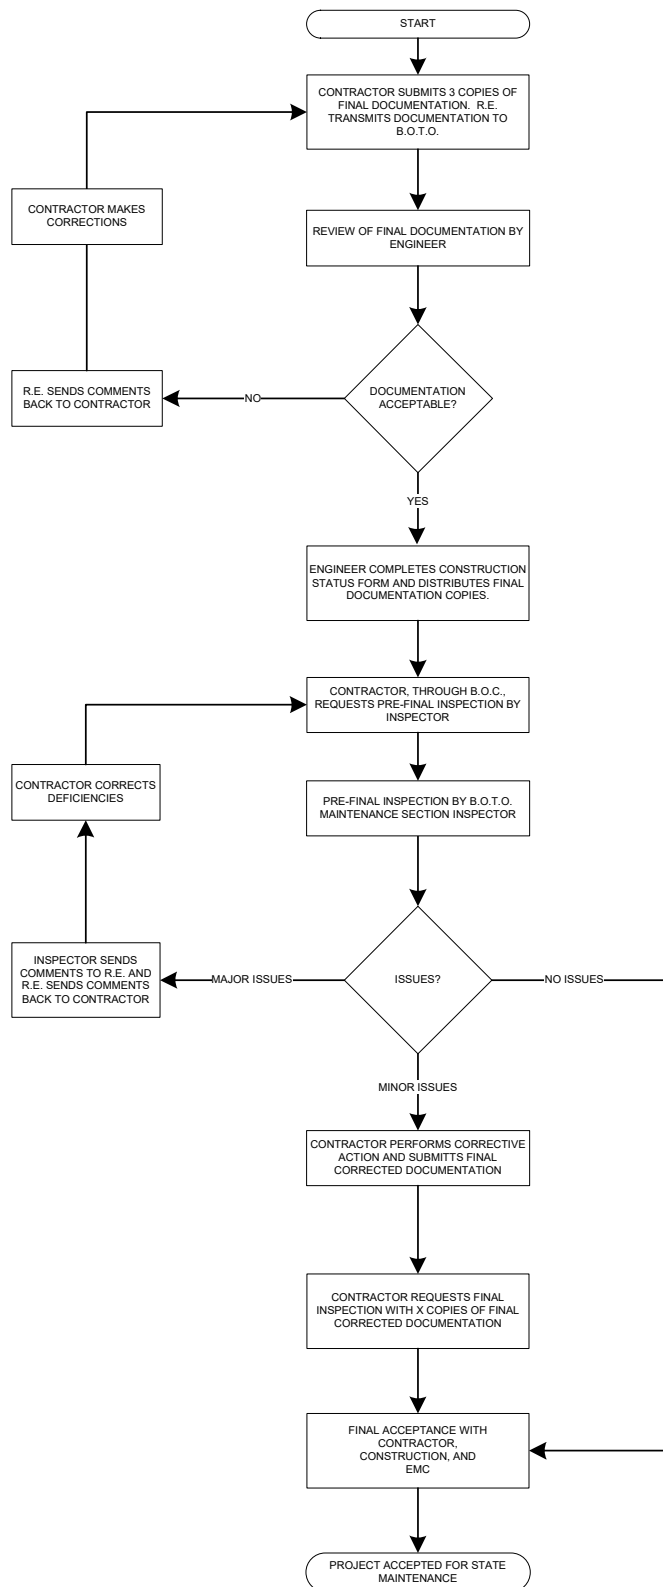 START
CONTRACTOR SUBMITS 3 COPIES OF
FINAL DOCUMENTATION. R.E.
TRANSMITS DOCUMENTATION TO
B.O.T.O.
CONTRACTOR MAKES
CORRECTIONS
REVIEW OF FINAL DOCUMENTATION BY
ENGINEER
R.E. SENDS COMMENTS
BACK TO CONTRACTOR
NO
DOCUMENTATION
ACCEPTABLE?
YES
ENGINEER COMPLETES CONSTRUCTION
STATUS FORM AND DISTRIBUTES FINAL
DOCUMENTATION COPIES.
CONTRACTOR, THROUGH B.O.C.,
REQUESTS PRE-FINAL INSPECTION BY
INSPECTOR
CONTRACTOR CORRECTS
DEFICIENCIES
PRE-FINAL INSPECTION BY B.O.T.O.
MAINTENANCE SECTION INSPECTOR
INSPECTOR SENDS
COMMENTS TO R.E. AND
R.E. SENDS COMMENTS
BACK TO CONTRACTOR
MAJOR ISSUES
ISSUES?
NO ISSUES
MINOR ISSUES
CONTRACTOR PERFORMS CORRECTIVE
ACTION AND SUBMITTS FINAL
CORRECTED DOCUMENTATION
CONTRACTOR REQUESTS FINAL
INSPECTION WITH X COPIES OF FINAL
CORRECTED DOCUMENTATION
FINAL ACCEPTANCE WITH
CONTRACTOR,
CONSTRUCTION, AND
EMC
PROJECT ACCEPTED FOR STATE
MAINTENANCE